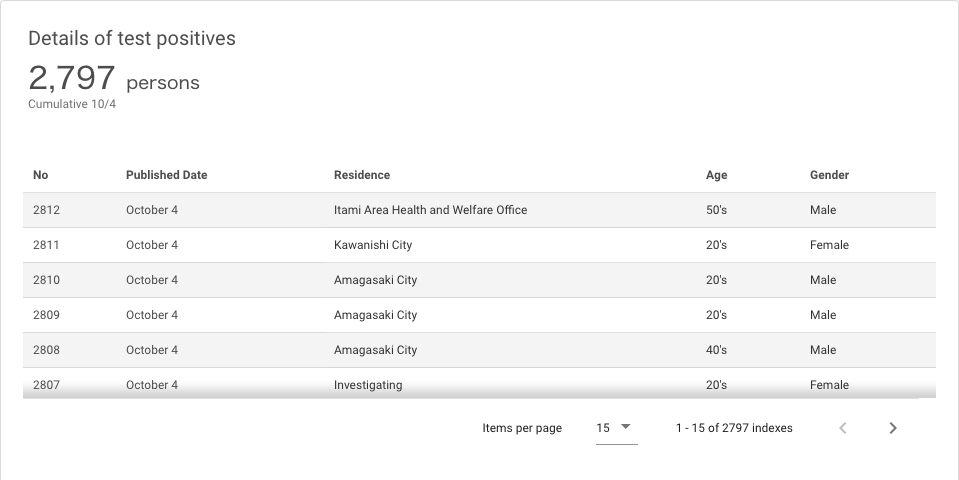 Details of test positives
2,797 persons
Cumulative 10/4
No Published Date Residence Age Gender
2812 October 4 Itami Area Health and Welfare Office 50's Male
2811 October 4 Kawanishi City 20's Female
2810 October 4 Amagasaki City 20's Male
2809 October 4 Amagasaki City 20's Male
2808 October 4 Amagasaki City 40's Male
2807 October 4 Investigating 20's Female
Items per page 15 1 - 15 of 2797 indexes